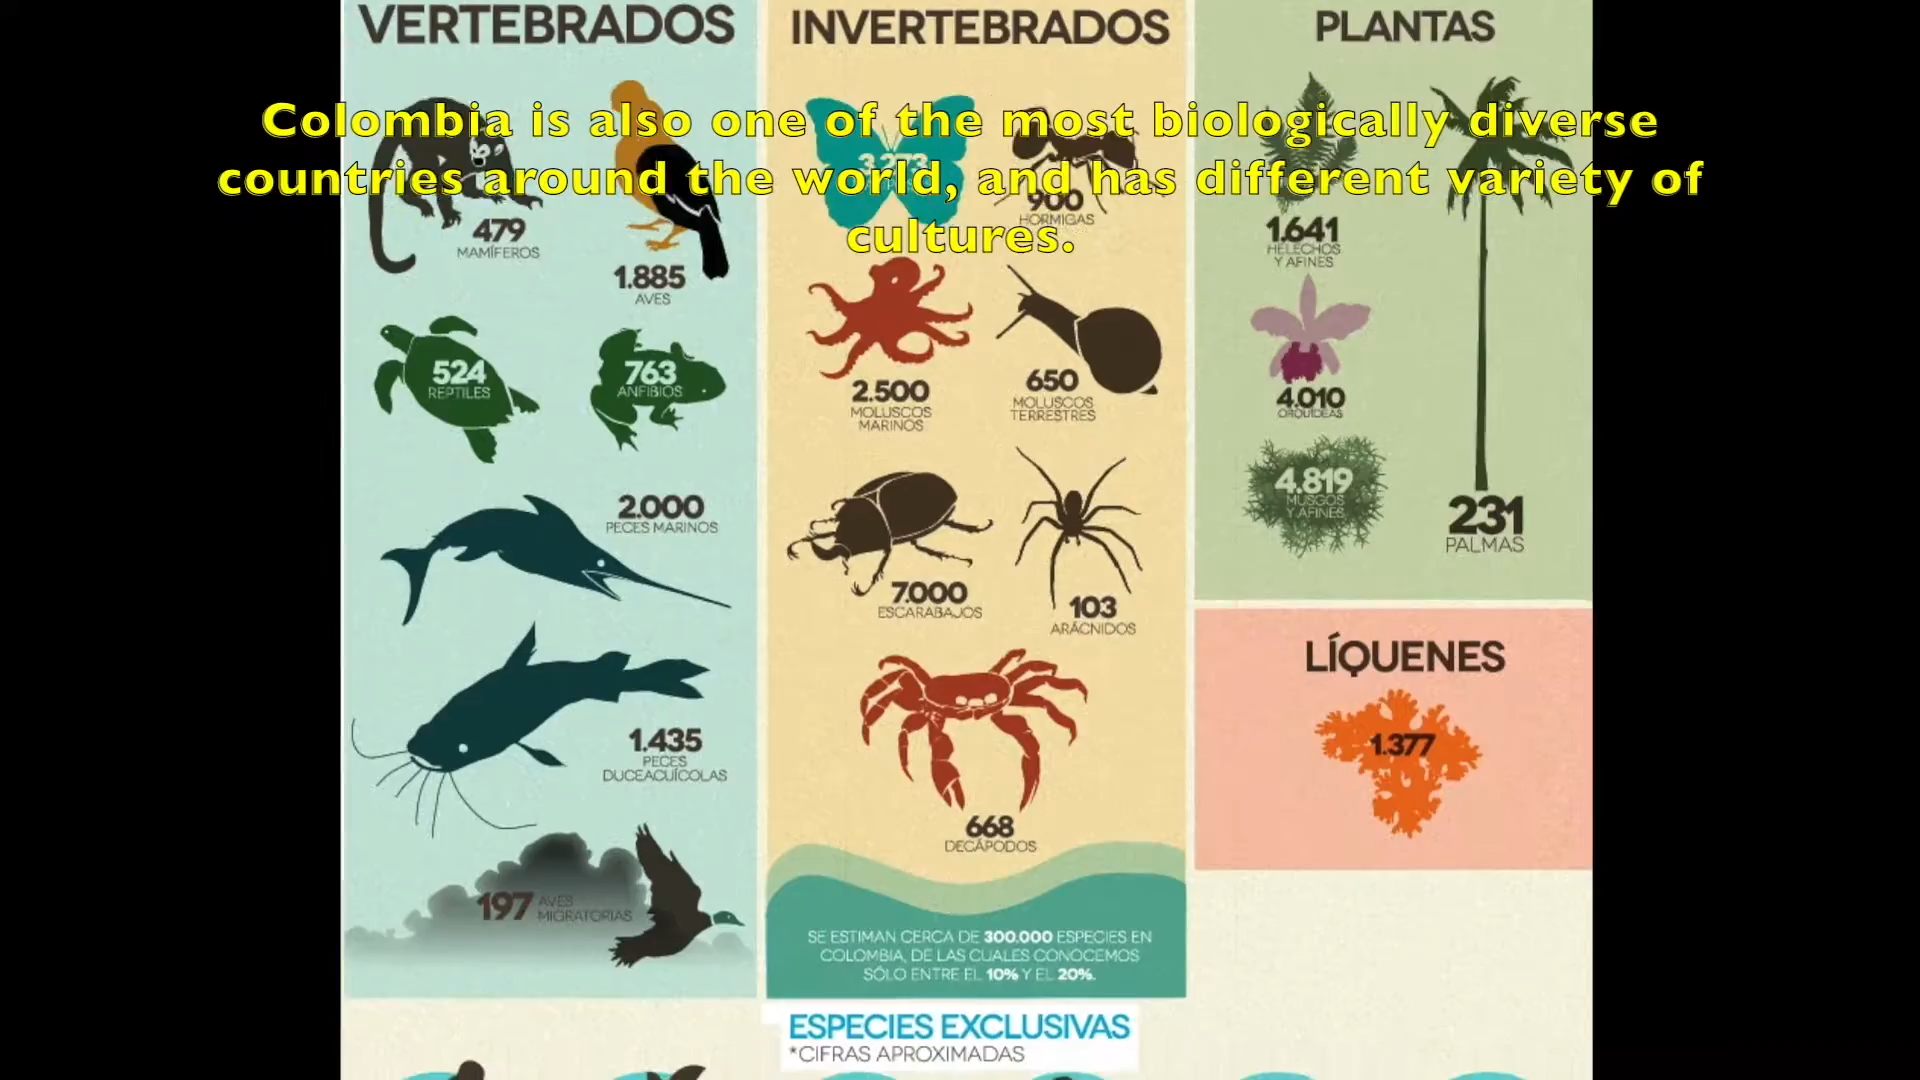 VERTEBRADOS
INVERTEBRADOS
PLANTAS
Colombia is also one of the most biologically diverse
countries around the world, and has different variety of
cultures.
479
MAMÍFEROS
1.885
AVES
524
REPTILES
763
ANFIBIOS
2.000
PECES MARINOS
1.435
PECES
DUCEACUÍCOLAS
197 AVES
MIGRATORIAS
3.273
900
HORMIGAS
2.500
MOLUSCOS
MARINOS
650
MOLUSCOS
TERRESTRES
7.000
ESCARABAJOS
103
ARÁCNIDOS
668
DECÁPODOS
SE ESTIMAN CERCA DE 300.000 ESPECIES EN
COLOMBIA, DE LAS CUALES CONOCEMOS
SÓLO ENTRE EL 10% Y EL 20%.
1.641
HELECHOS
Y AFINES
4.010
ORQUÍDEAS
4.819
MUSGOS
Y AFINES
231
PALMAS
LÍQUENES
1.377
ESPECIES EXCLUSIVAS
*CIFRAS APROXIMADAS